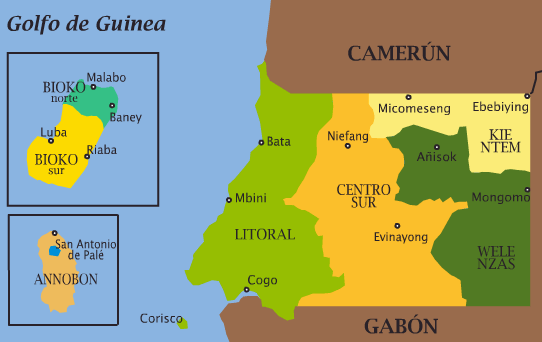 Golfo de Guinea
CAMERÚN
Malabo
BIOKO
norte
Baney
Luba
Riaba
BIOKO
sur
Micomeseng
Ebebiying
KIE
NTEM
Niefang
Bata
Añisok
Mbini
CENTRO
SUR
Mongomo
San Antonio
de Palé
ANNOBON
LITORAL
Evinayong
WELE
NZAS
Cogo
Corisco
GABÓN